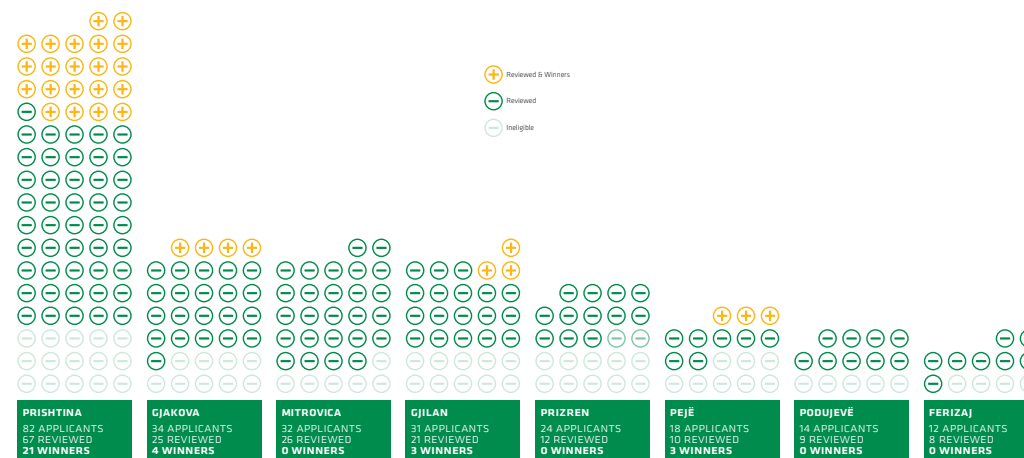 Reviewed & Winners
Reviewed
Ineligible
PRISHTINA
82 APPLICANTS
67 REVIEWED
21 WINNERS
GJAKOVA
34 APPLICANTS
25 REVIEWED
4 WINNERS
MITROVICA
32 APPLICANTS
26 REVIEWED
0 WINNERS
GJILAN
31 APPLICANTS
21 REVIEWED
3 WINNERS
PRIZREN
24 APPLICANTS
12 REVIEWED
0 WINNERS
PEJË
18 APPLICANTS
10 REVIEWED
3 WINNERS
PODUJEVË
14 APPLICANTS
9 REVIEWED
0 WINNERS
FERIZAJ
12 APPLICANTS
8 REVIEWED
0 WINNERS